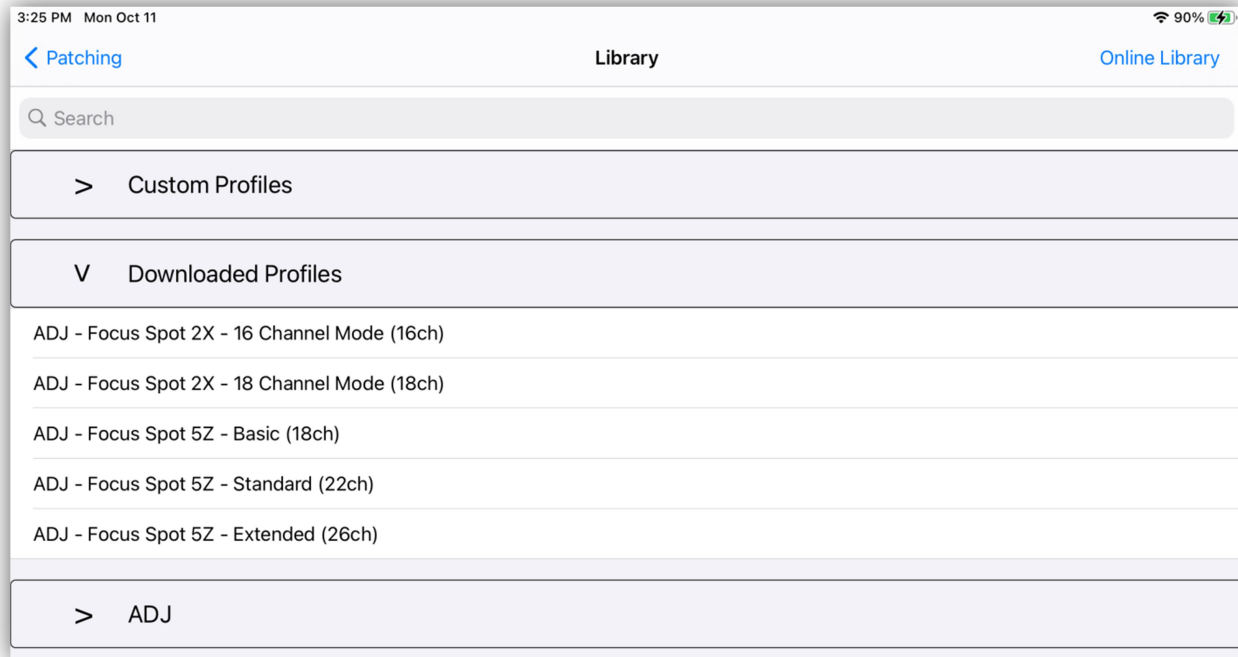 3:25 PM Mon Oct 11 90%
Patching Library Online Library
Search
> Custom Profiles
V Downloaded Profiles
ADJ - Focus Spot 2X - 16 Channel Mode (16ch)
ADJ - Focus Spot 2X - 18 Channel Mode (18ch)
ADJ - Focus Spot 5Z - Basic (18ch)
ADJ - Focus Spot 5Z - Standard (22ch)
ADJ - Focus Spot 5Z - Extended (26ch)
> ADJ